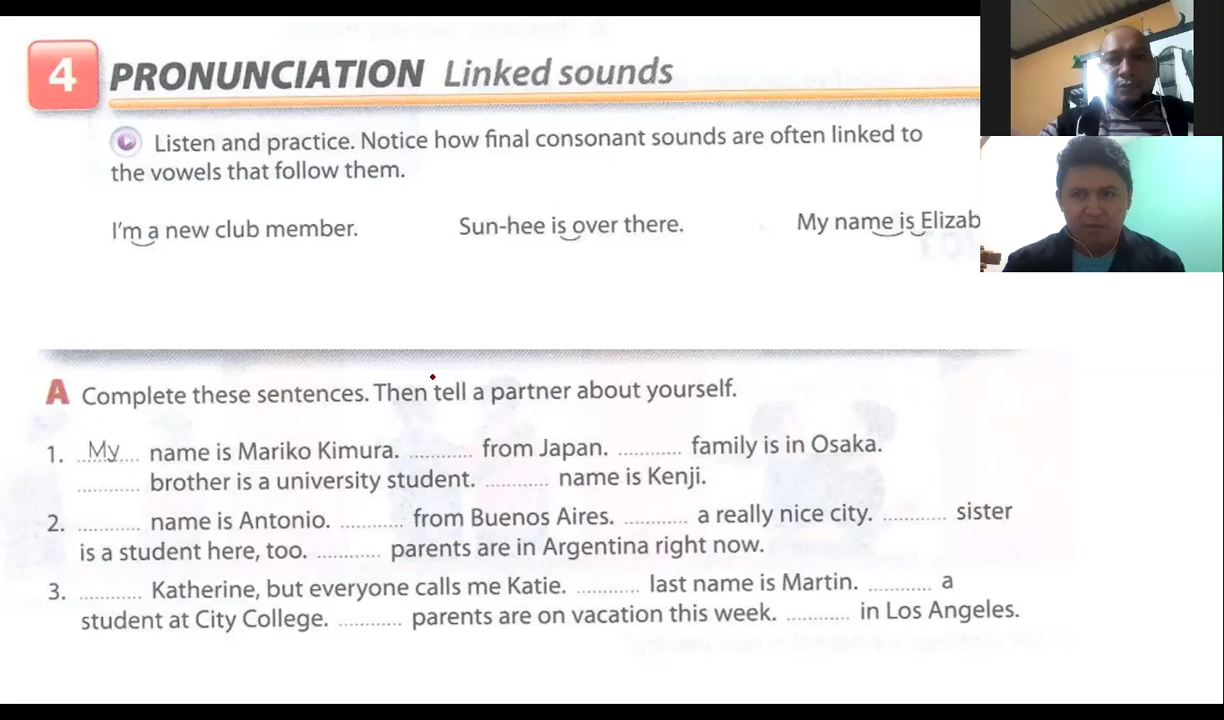 4 PRONUNCIATION Linked sounds
Listen and practice. Notice how final consonant sounds are often linked to
the vowels that follow them.
I'm a new club member. Sun-hee is over there. My name is Elizab
A Complete these sentences. Then tell a partner about yourself.
1. My name is Mariko Kimura. .......... from Japan. .......... family is in Osaka.
.......... brother is a university student. .......... name is Kenji.
2. .......... name is Antonio. .......... from Buenos Aires. .......... a really nice city. .......... sister
is a student here, too. .......... parents are in Argentina right now.
3. .......... Katherine, but everyone calls me Katie. .......... last name is Martin. .......... a
student at City College. .......... parents are on vacation this week. .......... in Los Angeles.